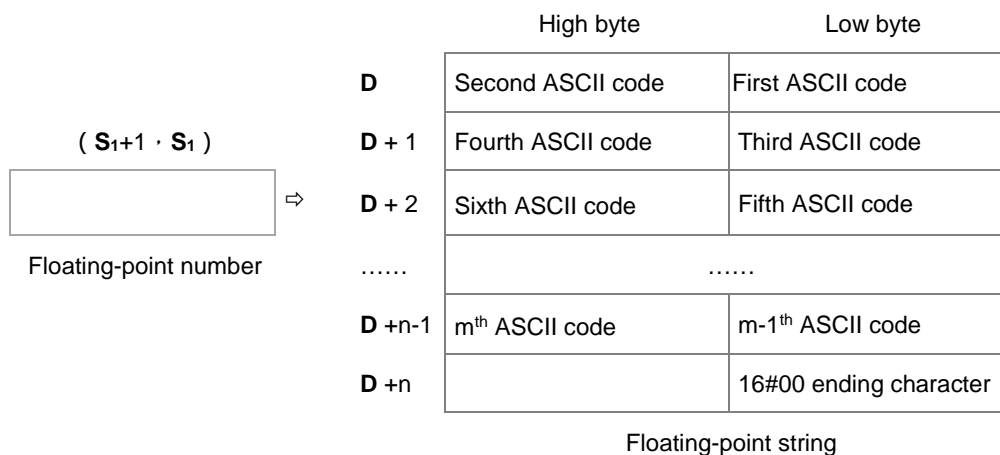 High byte Low byte
D Second ASCII code First ASCII code
( S1+1，S1 ) D + 1 Fourth ASCII code Third ASCII code
⇨ D + 2 Sixth ASCII code Fifth ASCII code
Floating-point number …… ……
D +n-1 mth ASCII code m-1th ASCII code
D +n 16#00 ending character
Floating-point string